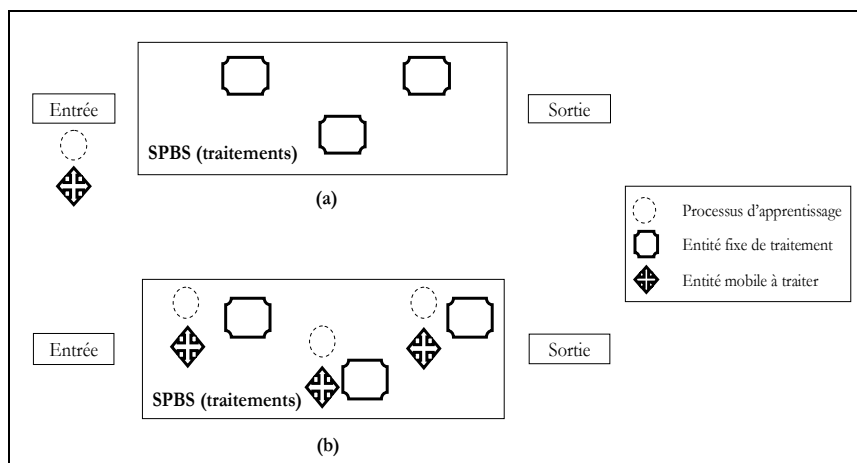 Entrée
Sortie
SPBS (traitements)
(a)
Processus d’apprentissage
Entité fixe de traitement
Entité mobile à traiter
Entrée
Sortie
SPBS (traitements)
(b)